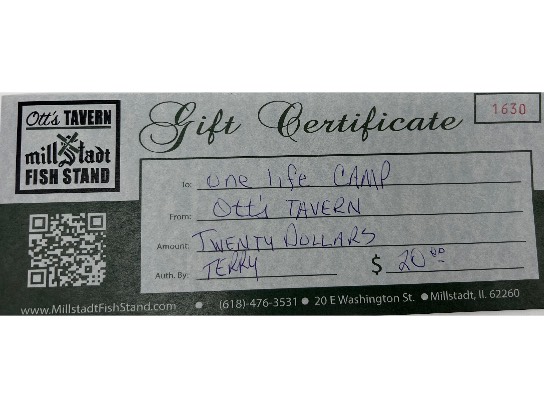 Ott's TAVERN
millstadt
FISH STAND
Gift Certificate
1630
To: One life CAMP
From: Ott's TAVERN
Amount: TWENTY DOLLARS
Auth. By: TERRY $ 20 00
www.MillstadtFishStand.com • (618)-476-3531 • 20 E Washington St. • Millstadt, Il. 62260